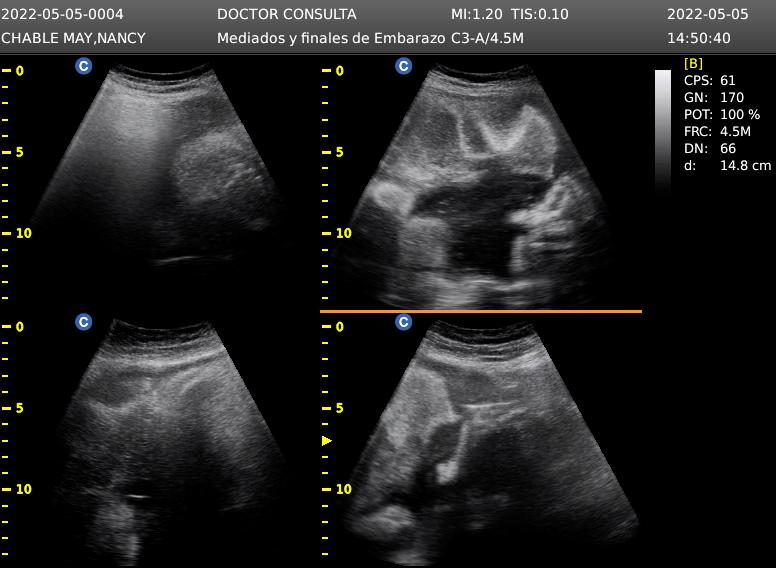 2022-05-05-0004 DOCTOR CONSULTA MI:1.20 TIS:0.10 2022-05-05
CHABLE MAY,NANCY Mediados y finales de Embarazo C3-A/4.5M 14:50:40
C C
[B]
CPS: 61
GN: 170
POT: 100 %
FRC: 4.5M
DN: 66
d: 14.8 cm
0 0
5 5
10 10
C C
0 0
5 5
10 10